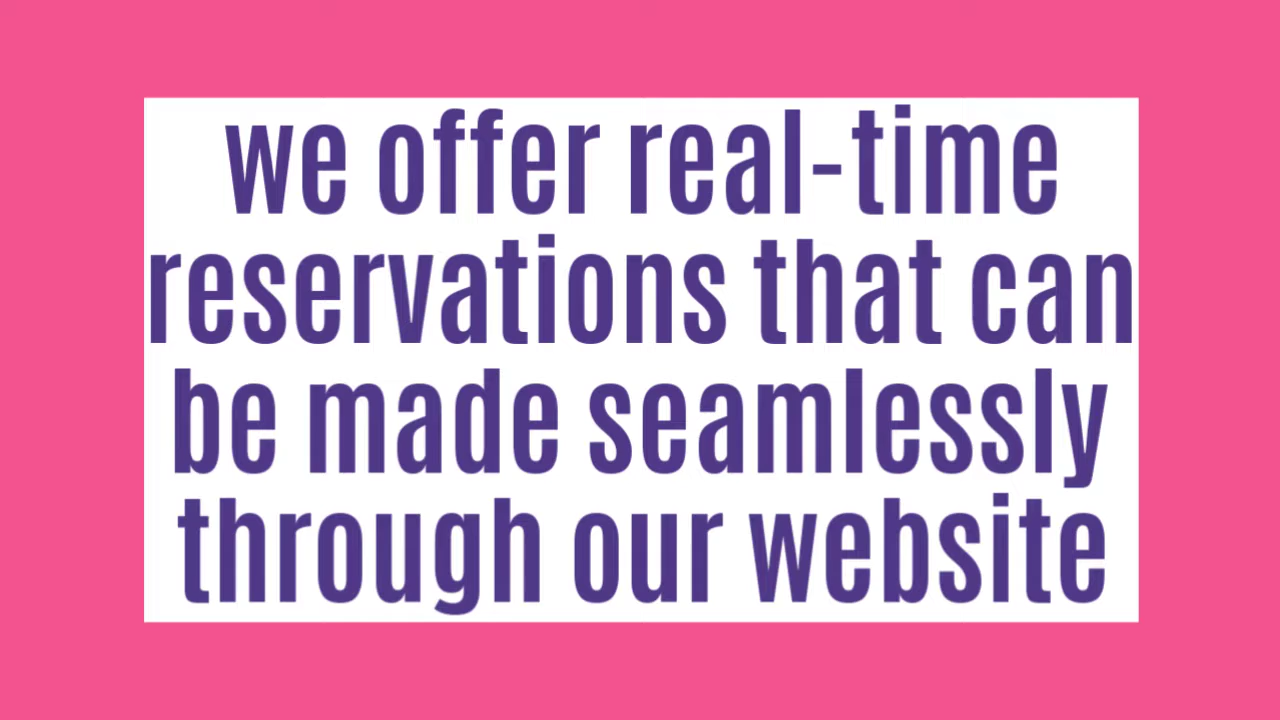 we offer real-time
reservations that can
be made seamlessly
through our website